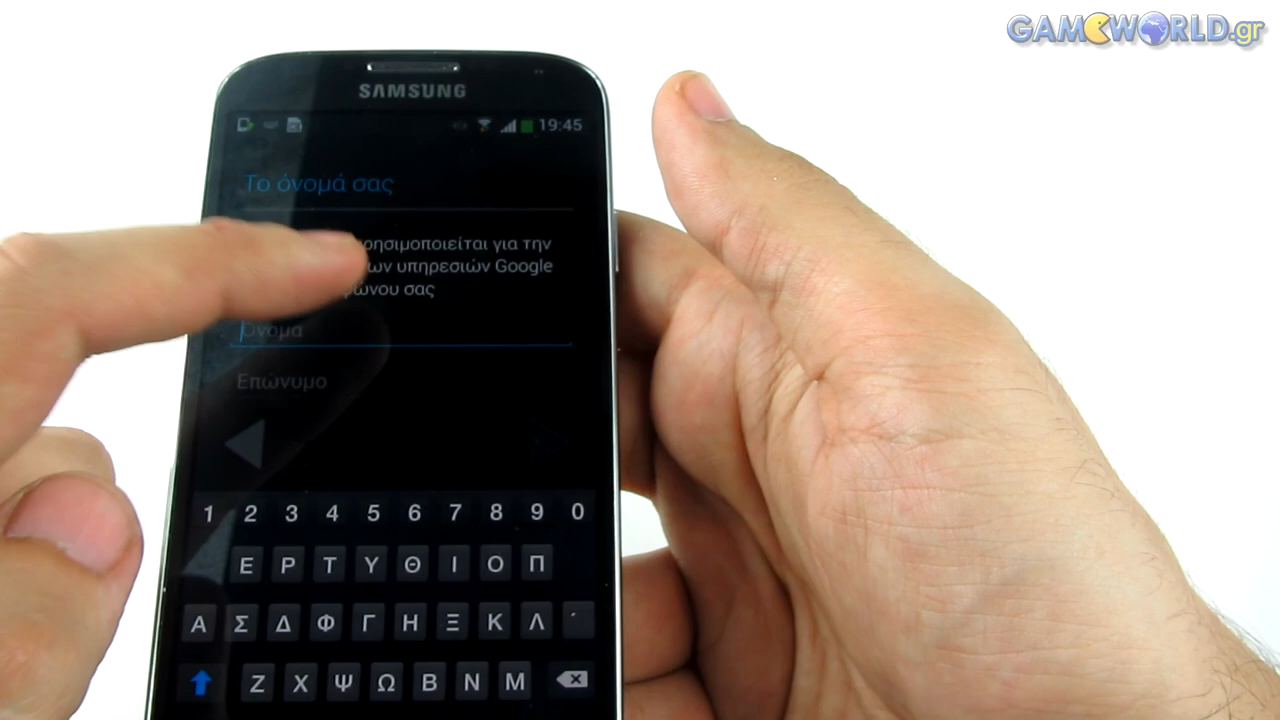 GAMEWORLD.gr
SAMSUNG
19:45
Το όνομά σας
για την
υπηρεσιών Google
σας
Όνομα
Επώνυμο
1 2 3 4 5 6 7 8 9 0
Ε Ρ Τ Υ Θ Ι Ο Π
Α Σ Δ Φ Γ Η Ξ Κ Λ ΄
Ζ Χ Ψ Ω Β Ν Μ